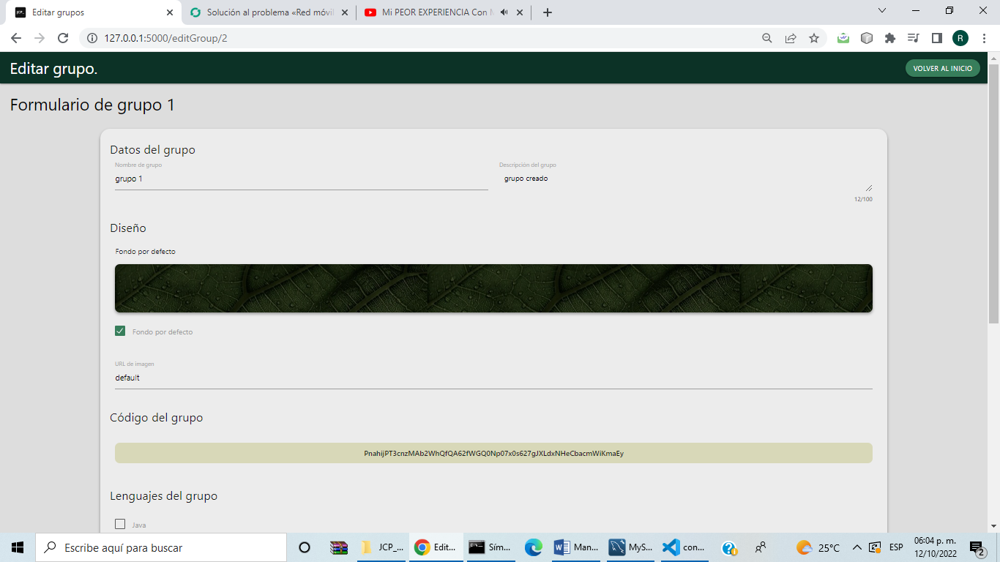 Editar grupos
Solución al problema «Red móvil
Mi PEOR EXPERIENCIA Con
127.0.0.1:5000/editGroup/2
R
Editar grupo.
VOLVER AL INICIO
Formulario de grupo 1
Datos del grupo
Nombre de grupo
grupo 1
Descripción del grupo
grupo creado
12/100
Diseño
Fondo por defecto
Fondo por defecto
URL de imagen
default
Código del grupo
PnahijPT3cnzMAb2WhQfQA62fWGQ0Np07x0s627gJXLdxNHeCbacmWiKmaEy
Lenguajes del grupo
Java
Escribe aquí para buscar
JCP_...
Edit...
Sím...
Man...
MyS...
con...
25°C
ESP
06:04 p. m.
12/10/2022
2